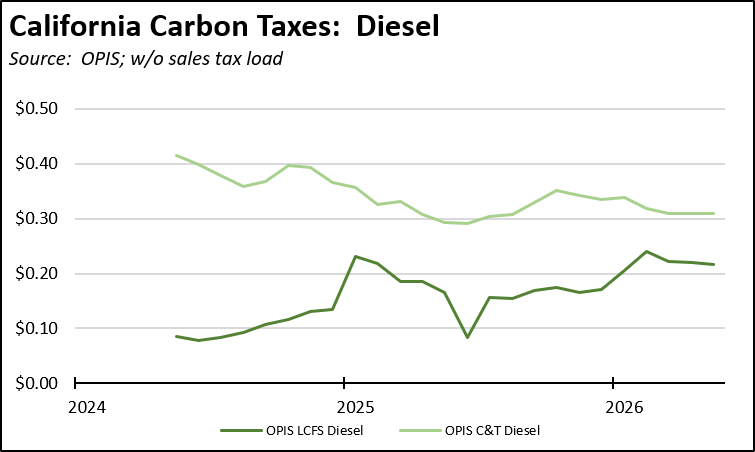 California Carbon Taxes:  Diesel
Source:  OPIS; w/o sales tax load
$0.50
$0.40
$0.30
$0.20
$0.10
$0.00
2024 2025 2026
OPIS LCFS Diesel OPIS C&T Diesel